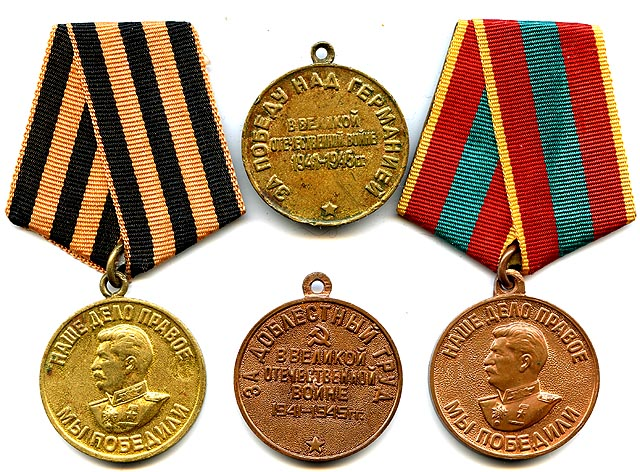 ЗА ПОБЕДУ НАД ГЕРМАНИЕЙ
В ВЕЛИКОЙ
ОТЕЧЕСТВЕННОЙ ВОЙНЕ
1941–1945 гг
НАШЕ ДЕЛО ПРАВОЕ
МЫ ПОБЕДИЛИ
ЗА ДОБЛЕСТНЫЙ ТРУД
В ВЕЛИКОЙ
ОТЕЧЕСТВЕННОЙ
ВОЙНЕ
1941–1945 гг.
НАШЕ ДЕЛО ПРАВОЕ
МЫ ПОБЕДИЛИ